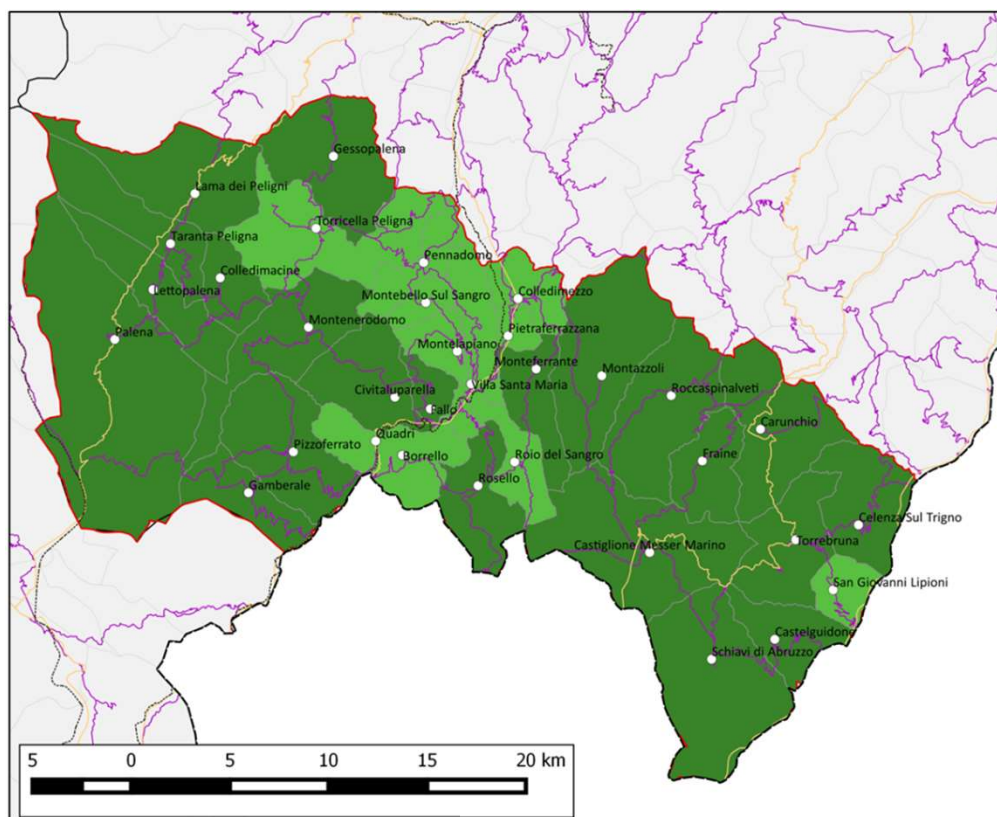 Gessopalena
Lama dei Peligni
Torricella Peligna
Taranta Peligna
Pennadomo
Colledimacine
Lettopalena
Montebello Sul Sangro
Colledimezzo
Montenerodomo
Palena
Pietraferrazzana
Montelapiano
Monteferrante
Montazzoli
Villa Santa Maria
Civitaluparella
Roccaspinalveti
Fallo
Carunchio
Quadri
Pizzoferrato
Borrello
Roio del Sangro
Fraine
Rosello
Gamberale
Celenza Sul Trigno
Torrebruna
Castiglione Messer Marino
San Giovanni Lipioni
Castelguidone
Schiavi di Abruzzo
5 0 5 10 15 20 km